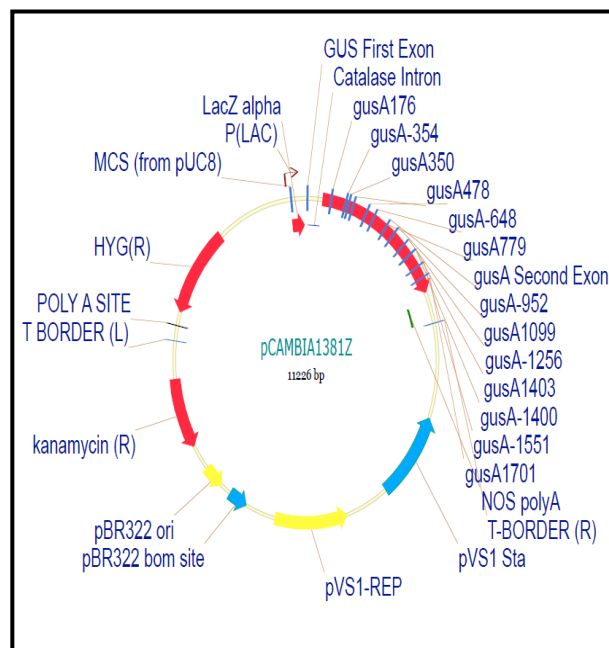 GUS First Exon
Catalase Intron
LacZ alpha
gusA176
P(LAC)
gusA-354
MCS (from pUC8)
gusA350
gusA478
gusA-648
HYG(R)
gusA779
gusA Second Exon
POLY A SITE
gusA-952
T BORDER (L)
gusA1099
pCAMBIA1381Z
11226 bp
gusA-1256
gusA1403
gusA-1400
kanamycin (R)
gusA-1551
gusA1701
NOS polyA
pBR322 ori
T-BORDER (R)
pBR322 bom site
pVS1 Sta
pVS1-REP